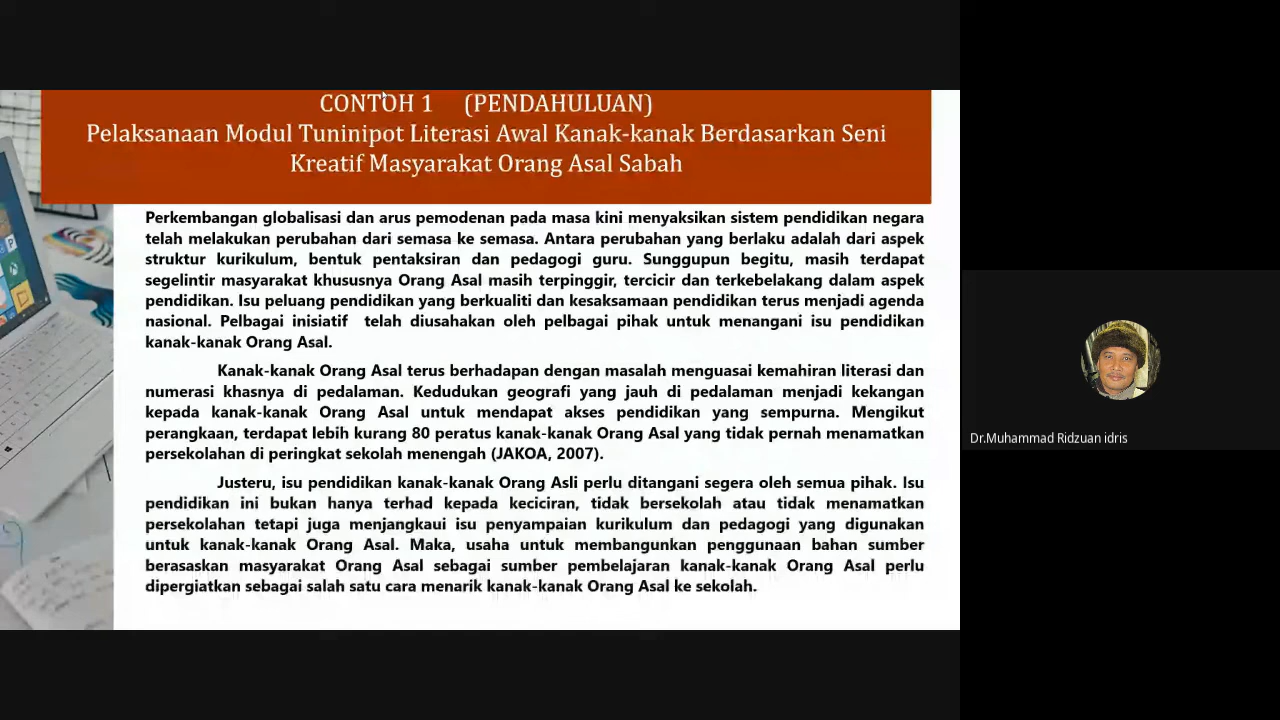 CONTOH 1 (PENDAHULUAN)
Pelaksanaan Modul Tuninipot Literasi Awal Kanak-kanak Berdasarkan Seni
Kreatif Masyarakat Orang Asal Sabah
Perkembangan globalisasi dan arus pemodenan pada masa kini menyaksikan sistem pendidikan negara
telah melakukan perubahan dari semasa ke semasa. Antara perubahan yang berlaku adalah dari aspek
struktur kurikulum, bentuk pentaksiran dan pedagogi guru. Sunggupun begitu, masih terdapat
segelintir masyarakat khususnya Orang Asal masih terpinggir, tercicir dan terkebelakang dalam aspek
pendidikan. Isu peluang pendidikan yang berkualiti dan kesaksamaan pendidikan terus menjadi agenda
nasional. Pelbagai inisiatif telah diusahakan oleh pelbagai pihak untuk menangani isu pendidikan
kanak-kanak Orang Asal.
Kanak-kanak Orang Asal terus berhadapan dengan masalah menguasai kemahiran literasi dan
numerasi khasnya di pedalaman. Kedudukan geografi yang jauh di pedalaman menjadi kekangan
kepada kanak-kanak Orang Asal untuk mendapat akses pendidikan yang sempurna. Mengikut
perangkaan, terdapat lebih kurang 80 peratus kanak-kanak Orang Asal yang tidak pernah menamatkan
persekolahan di peringkat sekolah menengah (JAKOA, 2007).
Justeru, isu pendidikan kanak-kanak Orang Asli perlu ditangani segera oleh semua pihak. Isu
pendidikan ini bukan hanya terhad kepada keciciran, tidak bersekolah atau tidak menamatkan
persekolahan tetapi juga menjangkaui isu penyampaian kurikulum dan pedagogi yang digunakan
untuk kanak-kanak Orang Asal. Maka, usaha untuk membangunkan penggunaan bahan sumber
berasaskan masyarakat Orang Asal sebagai sumber pembelajaran kanak-kanak Orang Asal perlu
dipergiatkan sebagai salah satu cara menarik kanak-kanak Orang Asal ke sekolah.
Dr.Muhammad Ridzuan idris